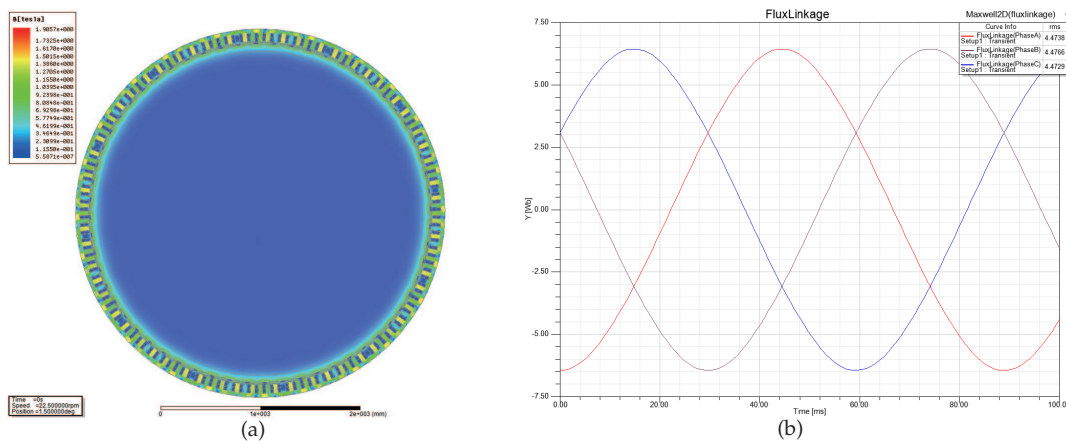 B[tesla]
1.9057e+000
1.7325e+000
1.6170e+000
1.5015e+000
1.3860e+000
1.2705e+000
1.1550e+000
1.0395e+000
9.2398e-001
8.0848e-001
6.9298e-001
5.7749e-001
4.6199e-001
3.4649e-001
2.3099e-001
1.1550e-001
5.5871e-007
Time =0s
Speed =22.500000rpm
Position =1.500000deg
0 1e+003 2e+003 (mm)
(a)
FluxLinkage
Maxwell2D(fluxlinkage)
Curve Info rms
FluxLinkage(PhaseA)
Setup1 : Transient 4.4738
FluxLinkage(PhaseB)
Setup1 : Transient 4.4766
FluxLinkage(PhaseC)
Setup1 : Transient 4.4729
7.50
5.00
2.50
0.00
-2.50
-5.00
-7.50
Y [Wb]
0.00 20.00 40.00 60.00 80.00 100.0
Time [ms]
(b)